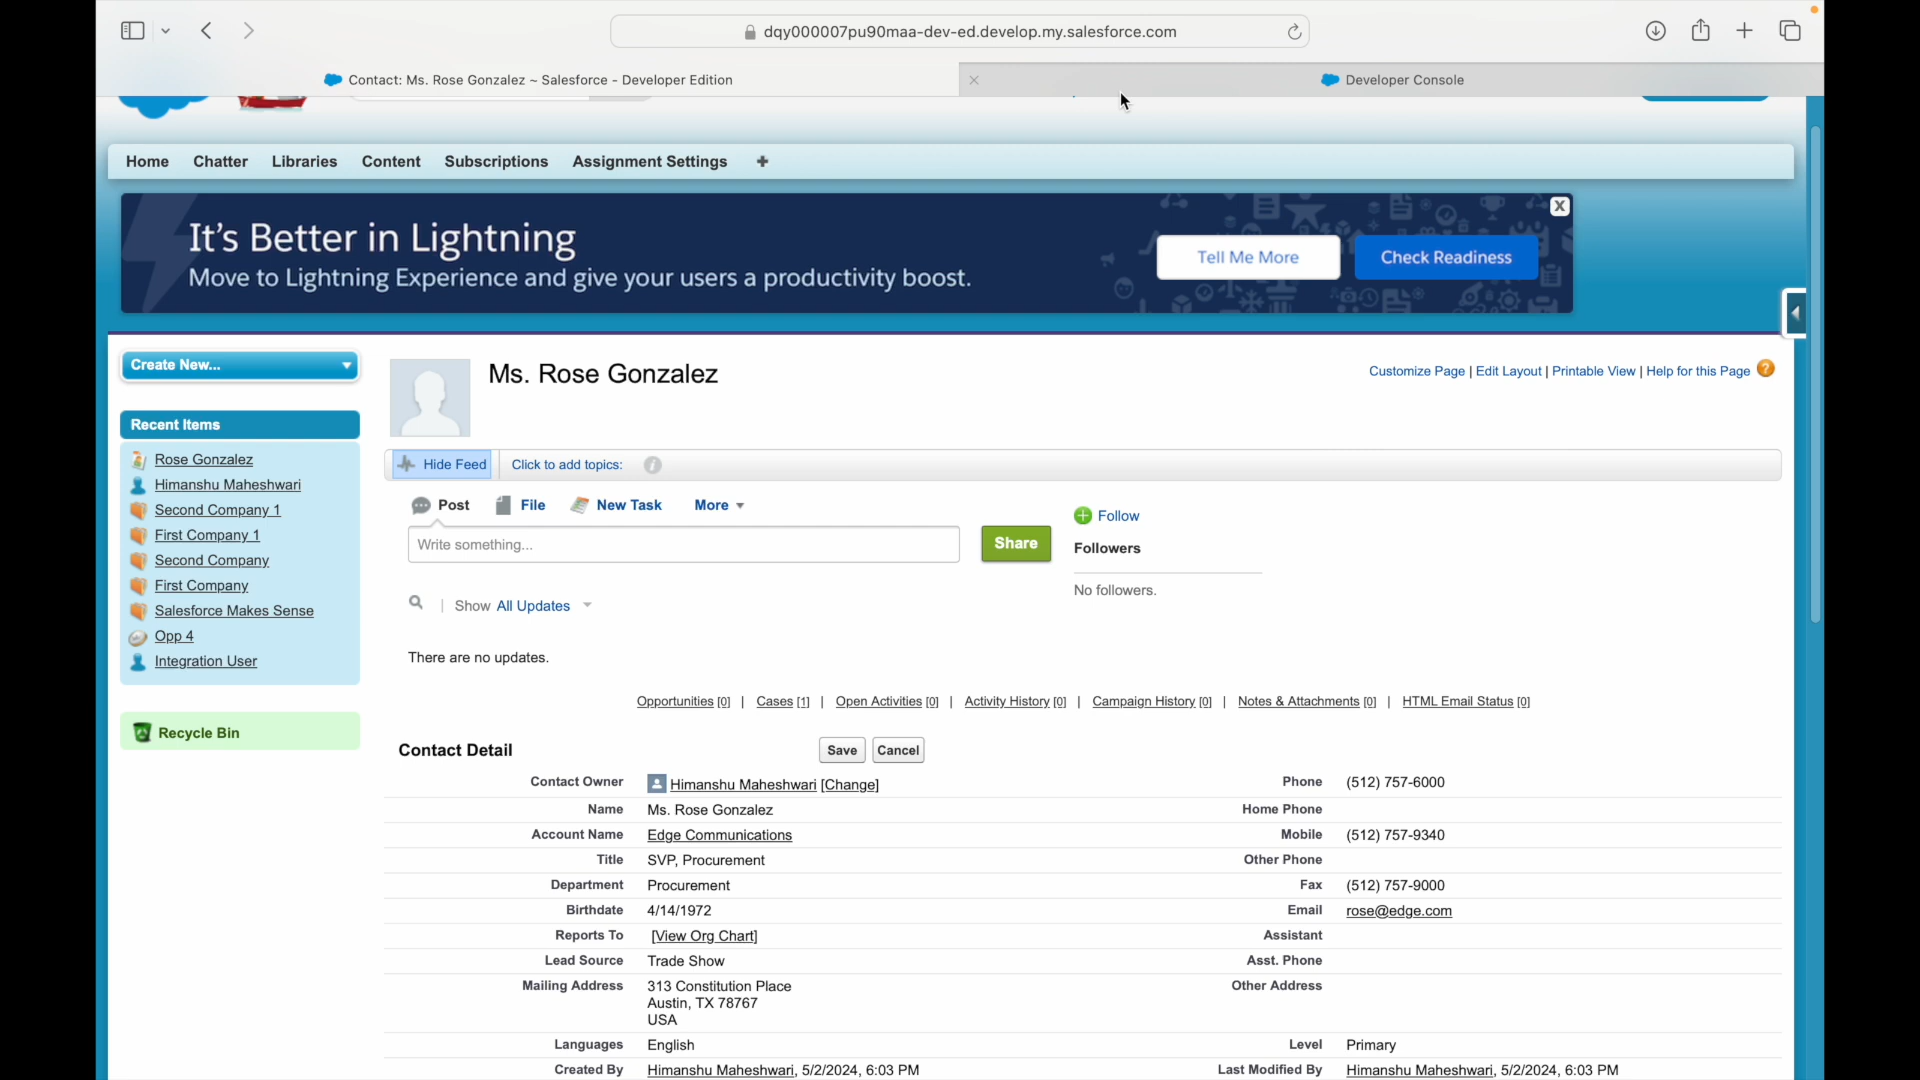 dqy000007pu90maa-dev-ed.develop.my.salesforce.com
Contact: Ms. Rose Gonzalez ~ Salesforce - Developer Edition
Developer Console
Home Chatter Libraries Content Subscriptions Assignment Settings +
It's Better in Lightning
Move to Lightning Experience and give your users a productivity boost.
Tell Me More
Check Readiness
X
Create New...
Recent Items
Rose Gonzalez
Himanshu Maheshwari
Second Company 1
First Company 1
Second Company
First Company
Salesforce Makes Sense
Opp 4
Integration User
Recycle Bin
Ms. Rose Gonzalez
Customize Page | Edit Layout | Printable View | Help for this Page ?
Hide Feed Click to add topics: i
Post File New Task More
Write something...
Share
Follow
Followers
No followers.
Show All Updates
There are no updates.
Opportunities [0] | Cases [1] | Open Activities [0] | Activity History [0] | Campaign History [0] | Notes & Attachments [0] | HTML Email Status [0]
Contact Detail Save Cancel
Contact Owner Himanshu Maheshwari [Change] Phone (512) 757-6000
Name Ms. Rose Gonzalez Home Phone
Account Name Edge Communications Mobile (512) 757-9340
Title SVP, Procurement Other Phone
Department Procurement Fax (512) 757-9000
Birthdate 4/14/1972 Email rose@edge.com
Reports To [View Org Chart] Assistant
Lead Source Trade Show Asst. Phone
Mailing Address 313 Constitution Place Other Address
Austin, TX 78767
USA
Languages English Level Primary
Created By Himanshu Maheshwari, 5/2/2024, 6:03 PM Last Modified By Himanshu Maheshwari, 5/2/2024, 6:03 PM